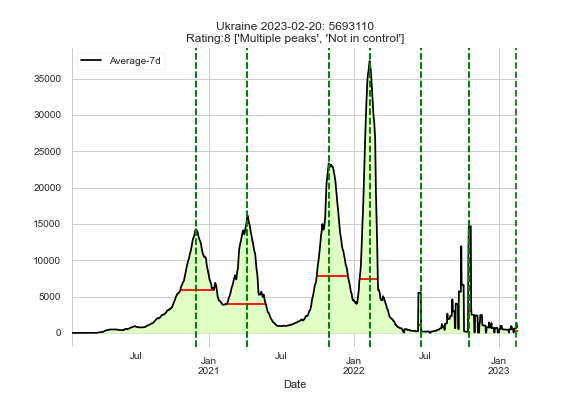 Ukraine 2023-02-20: 5693110
Rating:8 ['Multiple peaks', 'Not in control']
Average-7d
35000
30000
25000
20000
15000
10000
5000
0
Jul
Jan
2021
Jul
Jan
2022
Jul
Jan
2023
Date